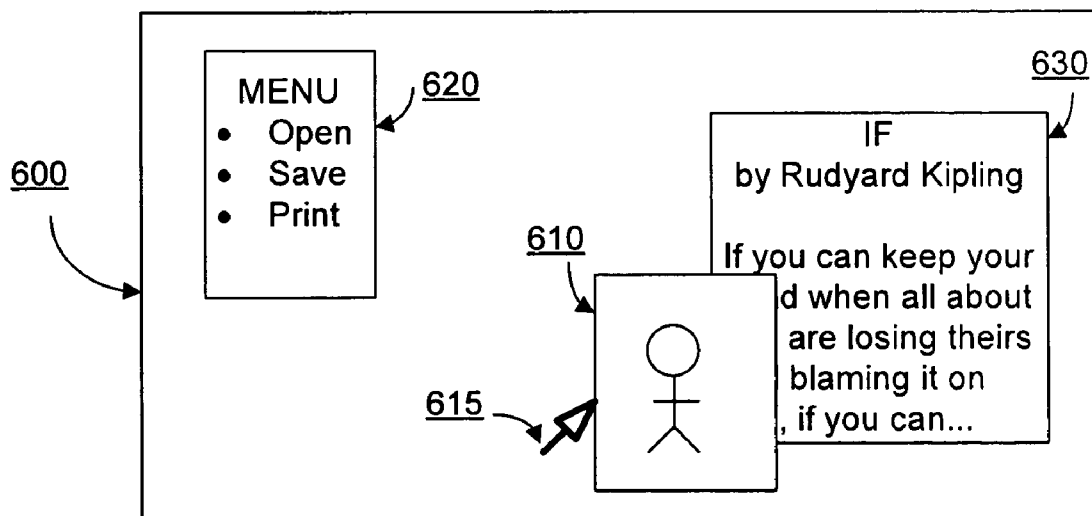 MENU
• Open
• Save
• Print
620
600
630
IF
by Rudyard Kipling
If you can keep your
d when all about
are losing theirs
blaming it on
, if you can...
610
615